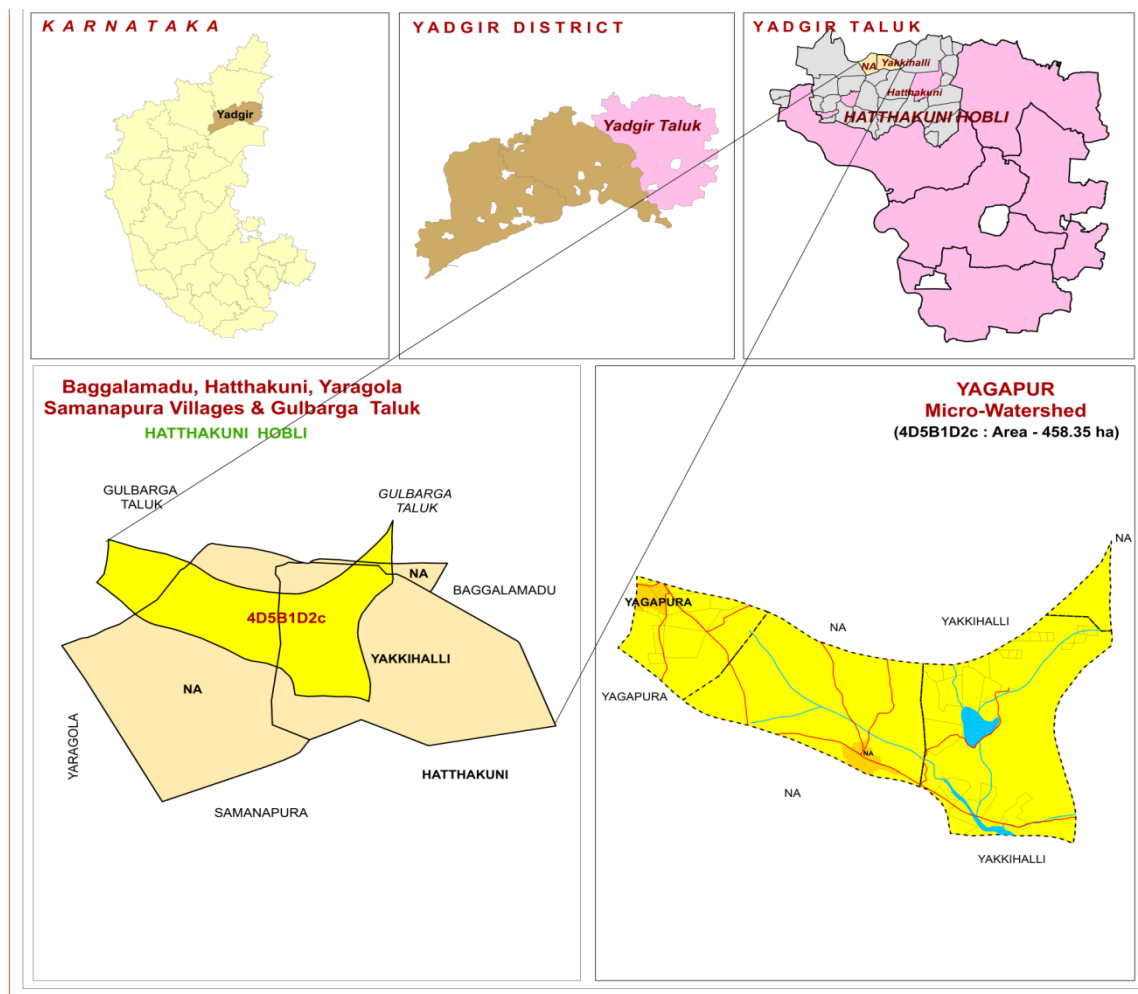 KARNATAKA
Yadgir
YADGIR DISTRICT
Yadgir Taluk
YADGIR TALUK
NA
Yakkihalli
Hatthakuni
HATTHAKUNI HOBLI
Baggalamadu, Hatthakuni, Yaragola
Samanapura Villages & Gulbarga Taluk
HATTHAKUNI HOBLI
GULBARGA
TALUK
GULBARGA
TALUK
NA
BAGGALAMADU
4D5B1D2c
YAKKIHALLI
NA
YARAGOLA
HATTHAKUNI
SAMANAPURA
YAGAPUR
Micro-Watershed
(4D5B1D2c : Area - 458.35 ha)
NA
YAGAPURA
NA
YAKKIHALLI
YAGAPURA
NA
NA
YAKKIHALLI